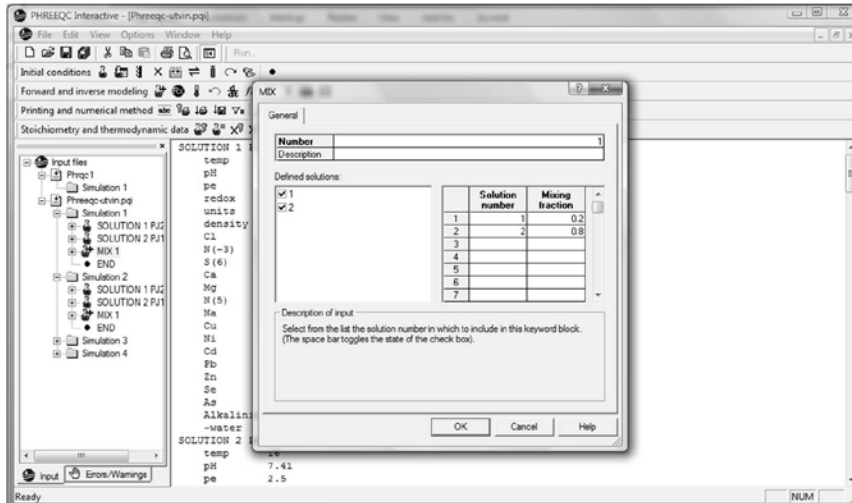 PHREEQC Interactive - [Phreeqc-utvin.pqi]
File Edit View Options Window Help
Run...
Initial conditions
Forward and inverse modeling
Printing and numerical method
Stoichiometry and thermodynamic data
Input files
Phrqc1
Simulation 1
Phreeqc-utvin.pqi
Simulation 1
SOLUTION 1 PJ2
SOLUTION 2 PJ1
MIX 1
END
Simulation 2
SOLUTION 1 PJ2
SOLUTION 2 PJ1
MIX 1
END
Simulation 3
Simulation 4
Input Errors/Warnings
SOLUTION 1
temp
pH
pe
redox
units
density
Cl
N(-3)
S(6)
Ca
Mg
N(5)
Na
Cu
Ni
Cd
Pb
Zn
Se
As
Alkalini
-water
SOLUTION 2
temp
pH 7.41
pe 2.5
MIX
General
Number 1
Description
Defined solutions:
1
2
Solution number Mixing fraction
1 1 0.2
2 2 0.8
3
4
5
6
7
Description of input
Select from the list the solution number in which to include in this keyword block.
(The space bar toggles the state of the check box).
OK Cancel Help
Ready NUM